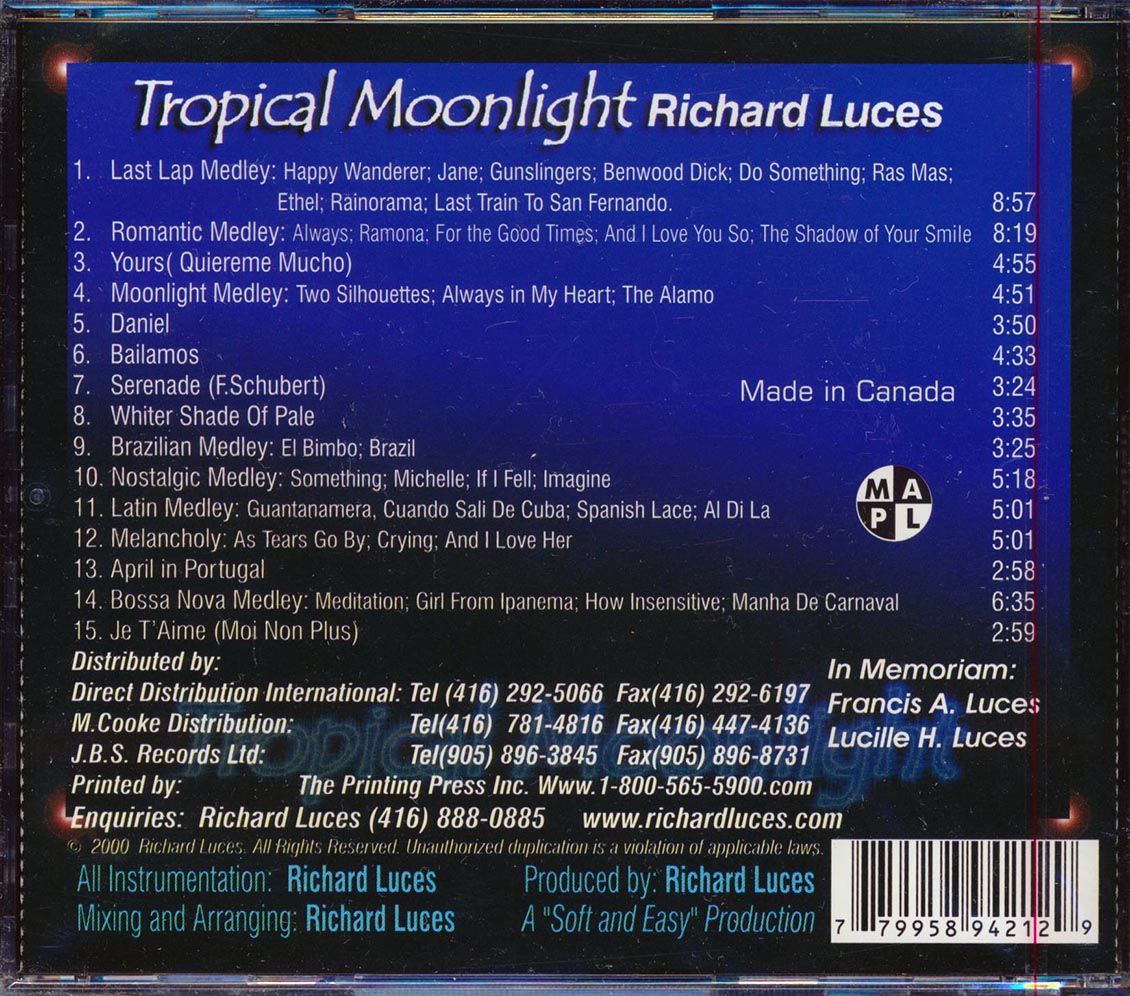 Tropical Moonlight Richard Luces
1. Last Lap Medley: Happy Wanderer; Jane; Gunslingers; Benwood Dick; Do Something; Ras Mas;
Ethel; Rainorama; Last Train To San Fernando. 8:57
2. Romantic Medley: Always; Ramona; For the Good Times; And I Love You So; The Shadow of Your Smile 8:19
3. Yours( Quiereme Mucho) 4:55
4. Moonlight Medley: Two Silhouettes; Always in My Heart; The Alamo 4:51
5. Daniel 3:50
6. Bailamos 4:33
7. Serenade (F.Schubert) 3:24
Made in Canada
8. Whiter Shade Of Pale 3:35
9. Brazilian Medley: El Bimbo; Brazil 3:25
10. Nostalgic Medley: Something; Michelle; If I Fell; Imagine 5:18
11. Latin Medley: Guantanamera, Cuando Sali De Cuba; Spanish Lace; Al Di La 5:01
MA
PL
12. Melancholy: As Tears Go By; Crying; And I Love Her 5:01
13. April in Portugal 2:58
14. Bossa Nova Medley: Meditation; Girl From Ipanema; How Insensitive; Manha De Carnaval 6:35
15. Je T'Aime (Moi Non Plus) 2:59
Distributed by:
Direct Distribution International: Tel (416) 292-5066 Fax(416) 292-6197
M.Cooke Distribution: Tel(416) 781-4816 Fax(416) 447-4136
J.B.S. Records Ltd: Tel(905) 896-3845 Fax(905) 896-8731
Tropical Moonlight
Printed by: The Printing Press Inc. Www.1-800-565-5900.com
Enquiries: Richard Luces (416) 888-0885 www.richardluces.com
In Memoriam:
Francis A. Luces
Lucille H. Luces
© 2000 Richard Luces. All Rights Reserved. Unauthorized duplication is a violation of applicable laws.
All Instrumentation: Richard Luces
Mixing and Arranging: Richard Luces
Produced by: Richard Luces
A "Soft and Easy" Production
7 79958 94212 9